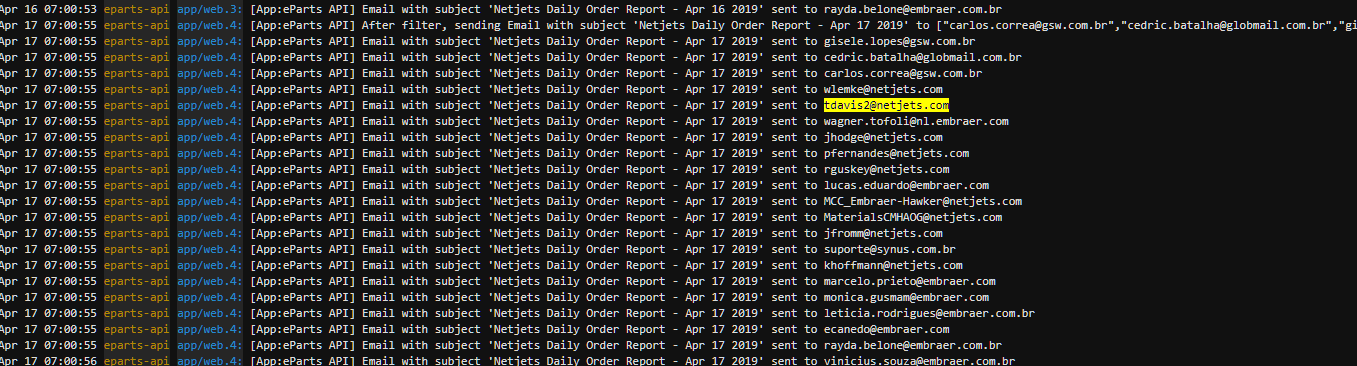 Apr 16 07:00:53 eparts-api app/web.3: [App:eParts API] Email with subject 'Netjets Daily Order Report - Apr 16 2019' sent to rayda.belone@embraer.com.br
Apr 17 07:00:55 eparts-api app/web.4: [App:eParts API] After filter, sending Email with subject 'Netjets Daily Order Report - Apr 17 2019' to ["carlos.correa@gsw.com.br","cedric.batalha@globmail.com.br","gi
Apr 17 07:00:55 eparts-api app/web.4: [App:eParts API] Email with subject 'Netjets Daily Order Report - Apr 17 2019' sent to gisele.lopes@gsw.com.br
Apr 17 07:00:55 eparts-api app/web.4: [App:eParts API] Email with subject 'Netjets Daily Order Report - Apr 17 2019' sent to cedric.batalha@globmail.com.br
Apr 17 07:00:55 eparts-api app/web.4: [App:eParts API] Email with subject 'Netjets Daily Order Report - Apr 17 2019' sent to carlos.correa@gsw.com.br
Apr 17 07:00:55 eparts-api app/web.4: [App:eParts API] Email with subject 'Netjets Daily Order Report - Apr 17 2019' sent to wlemke@netjets.com
Apr 17 07:00:55 eparts-api app/web.4: [App:eParts API] Email with subject 'Netjets Daily Order Report - Apr 17 2019' sent to tdavis2@netjets.com
Apr 17 07:00:55 eparts-api app/web.4: [App:eParts API] Email with subject 'Netjets Daily Order Report - Apr 17 2019' sent to wagner.tofoli@nl.embraer.com
Apr 17 07:00:55 eparts-api app/web.4: [App:eParts API] Email with subject 'Netjets Daily Order Report - Apr 17 2019' sent to jhodge@netjets.com
Apr 17 07:00:55 eparts-api app/web.4: [App:eParts API] Email with subject 'Netjets Daily Order Report - Apr 17 2019' sent to pfernandes@netjets.com
Apr 17 07:00:55 eparts-api app/web.4: [App:eParts API] Email with subject 'Netjets Daily Order Report - Apr 17 2019' sent to rguskey@netjets.com
Apr 17 07:00:55 eparts-api app/web.4: [App:eParts API] Email with subject 'Netjets Daily Order Report - Apr 17 2019' sent to lucas.eduardo@embraer.com
Apr 17 07:00:55 eparts-api app/web.4: [App:eParts API] Email with subject 'Netjets Daily Order Report - Apr 17 2019' sent to MCC_Embraer-Hawker@netjets.com
Apr 17 07:00:55 eparts-api app/web.4: [App:eParts API] Email with subject 'Netjets Daily Order Report - Apr 17 2019' sent to MaterialsCMHAOG@netjets.com
Apr 17 07:00:55 eparts-api app/web.4: [App:eParts API] Email with subject 'Netjets Daily Order Report - Apr 17 2019' sent to jfromm@netjets.com
Apr 17 07:00:55 eparts-api app/web.4: [App:eParts API] Email with subject 'Netjets Daily Order Report - Apr 17 2019' sent to suporte@synus.com.br
Apr 17 07:00:55 eparts-api app/web.4: [App:eParts API] Email with subject 'Netjets Daily Order Report - Apr 17 2019' sent to khoffmann@netjets.com
Apr 17 07:00:55 eparts-api app/web.4: [App:eParts API] Email with subject 'Netjets Daily Order Report - Apr 17 2019' sent to marcelo.prieto@embraer.com
Apr 17 07:00:55 eparts-api app/web.4: [App:eParts API] Email with subject 'Netjets Daily Order Report - Apr 17 2019' sent to monica.gusmam@embraer.com
Apr 17 07:00:55 eparts-api app/web.4: [App:eParts API] Email with subject 'Netjets Daily Order Report - Apr 17 2019' sent to leticia.rodrigues@embraer.com.br
Apr 17 07:00:55 eparts-api app/web.4: [App:eParts API] Email with subject 'Netjets Daily Order Report - Apr 17 2019' sent to ecanedo@embraer.com
Apr 17 07:00:55 eparts-api app/web.4: [App:eParts API] Email with subject 'Netjets Daily Order Report - Apr 17 2019' sent to rayda.belone@embraer.com.br
Apr 17 07:00:56 eparts-api app/web.4: [App:eParts API] Email with subject 'Netjets Daily Order Report - Apr 17 2019' sent to vinicius.souza@embraer.com.br